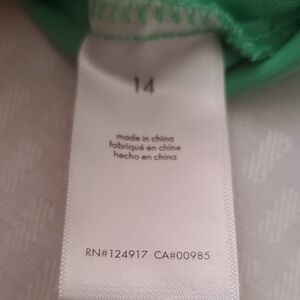 14
made in china
fabriqué en chine
hecho en china
RN#124917 CA#00985